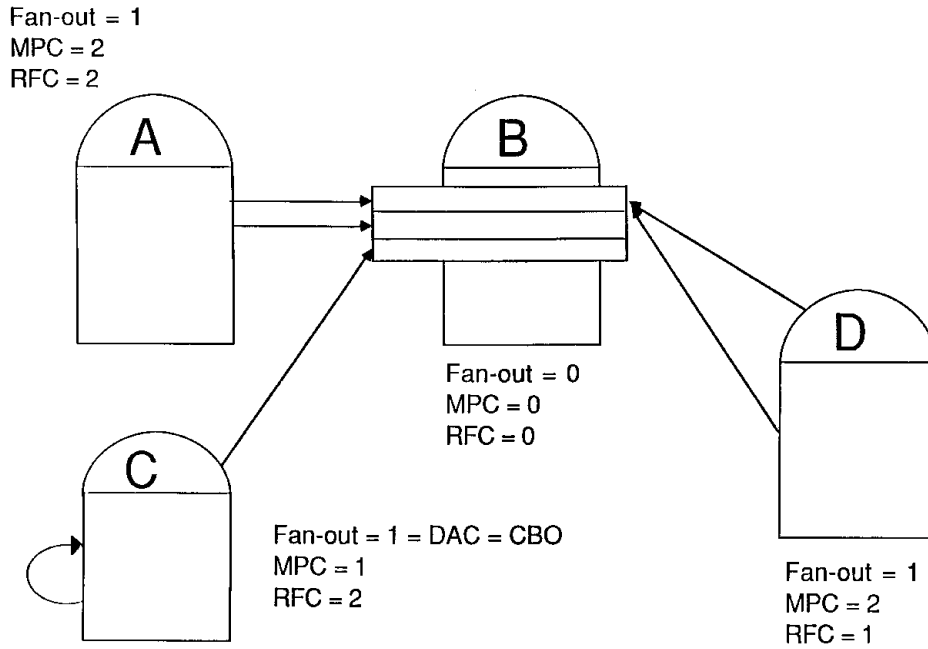 Fan-out = 1
MPC = 2
RFC = 2
A
B
Fan-out = 0
MPC = 0
RFC = 0
D
C
Fan-out = 1 = DAC = CBO
MPC = 1
RFC = 2
Fan-out = 1
MPC = 2
RFC = 1